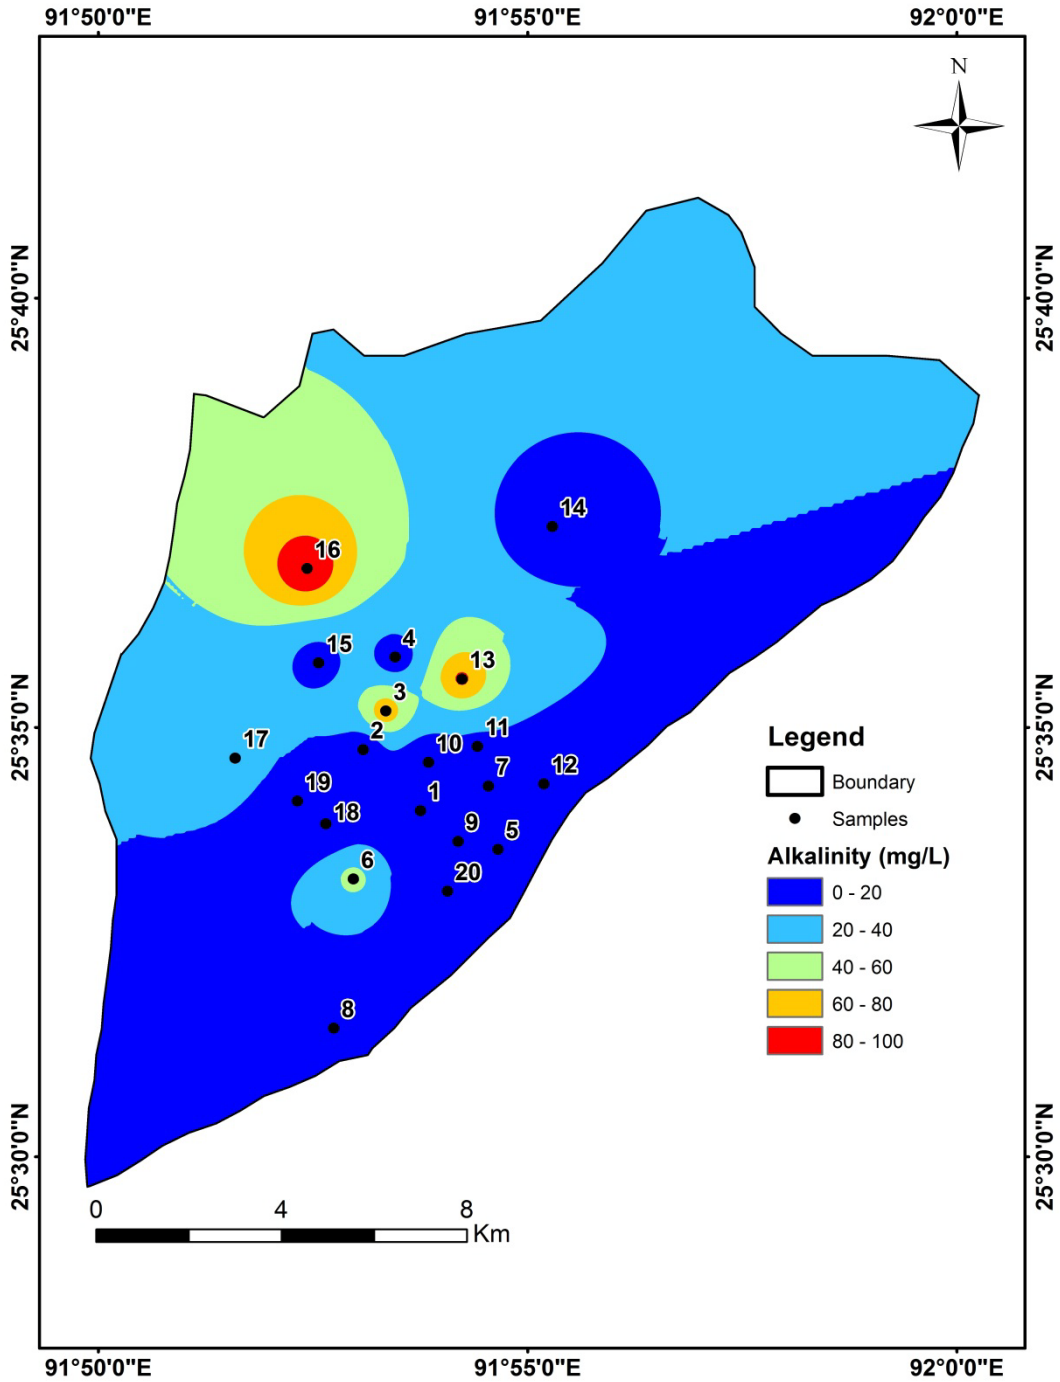 91°50'0"E
91°55'0"E
92°0'0"E
N
25°40'0"N
25°40'0"N
14
16
15
4
13
3
25°35'0"N
25°35'0"N
2
11
17
10
7
12
19
1
18
9
5
6
20
8
Legend
Boundary
Samples
Alkalinity (mg/L)
0 - 20
20 - 40
40 - 60
60 - 80
80 - 100
25°30'0"N
25°30'0"N
0 4 8
Km
91°50'0"E
91°55'0"E
92°0'0"E